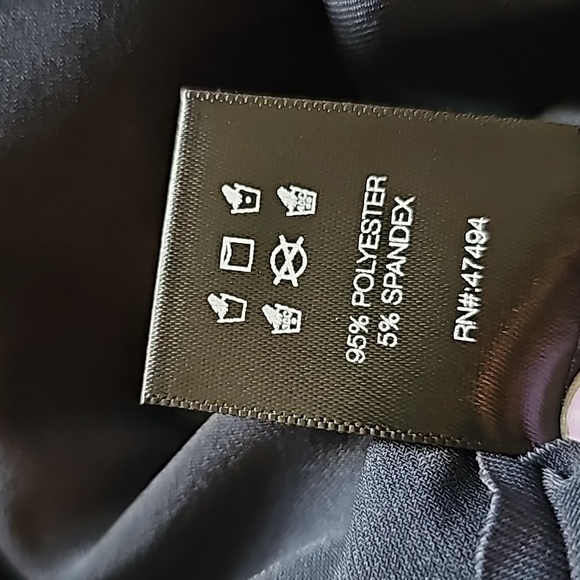 95% POLYESTER
5% SPANDEX
RN#:47494